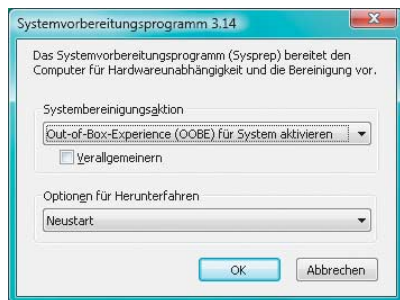 Systemvorbereitungsprogramm 3.14
Das Systemvorbereitungsprogramm (Sysprep) bereitet den
Computer für Hardwareunabhängigkeit und die Bereinigung vor.
Systembereinigungsaktion
Out-of-Box-Experience (OOBE) für System aktivieren
Verallgemeinern
Optionen für Herunterfahren
Neustart
OK Abbrechen